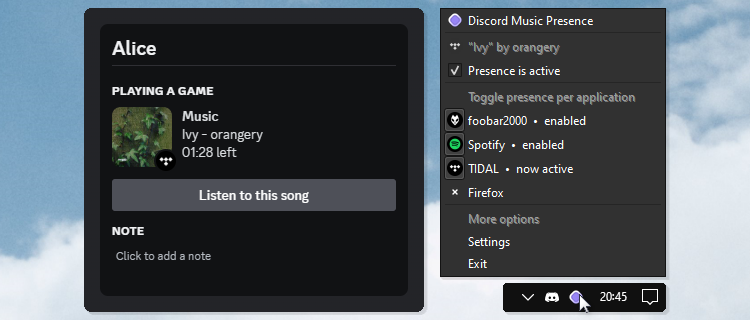 Alice
PLAYING A GAME
Music
Ivy - orangery
01:28 left
Listen to this song
NOTE
Click to add a note
Discord Music Presence
"Ivy" by orangery
Presence is active
Toggle presence per application
foobar2000 • enabled
Spotify • enabled
TIDAL • now active
Firefox
More options
Settings
Exit
20:45